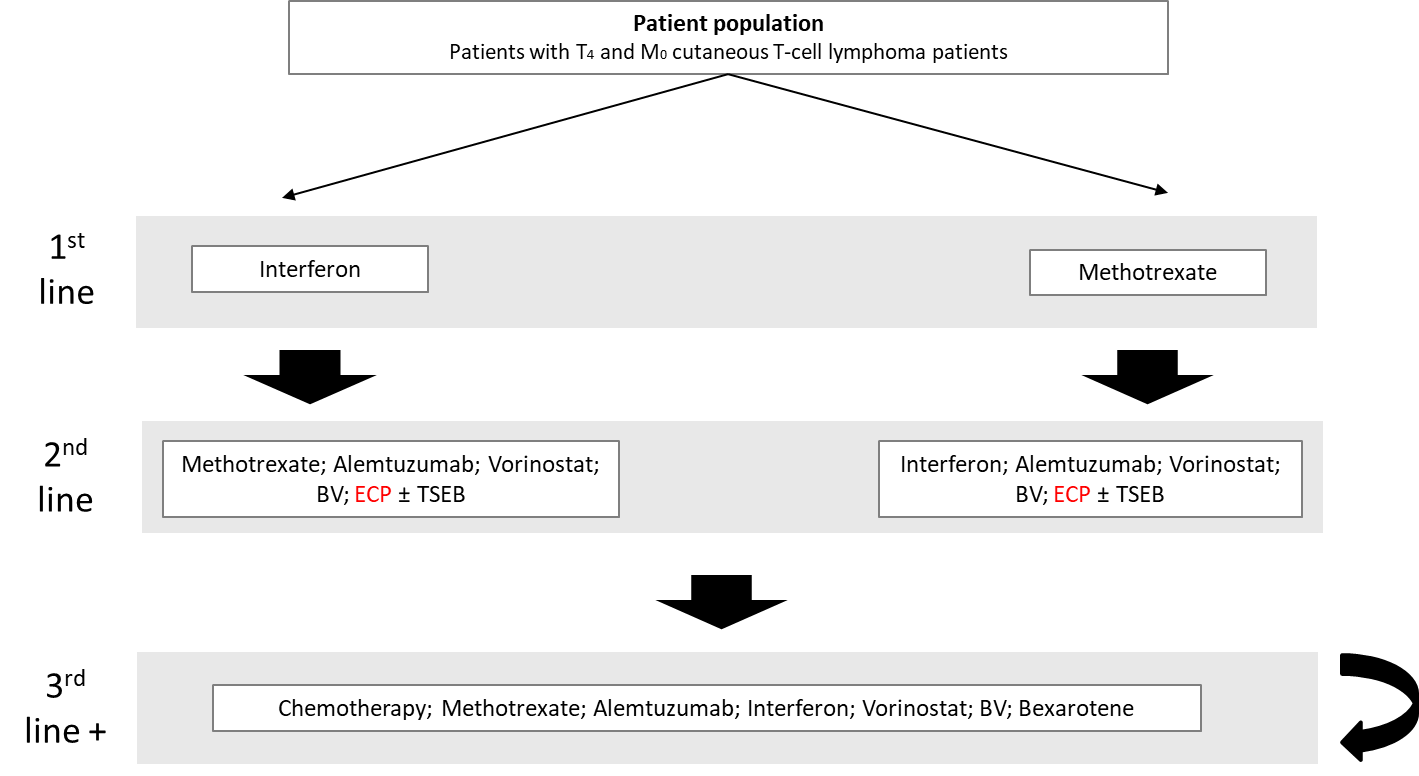 Patient population
Patients with T4 and M0 cutaneous T-cell lymphoma patients
1st
line
Interferon
Methotrexate
2nd
line
Methotrexate; Alemtuzumab; Vorinostat;
BV; ECP ± TSEB
Interferon; Alemtuzumab; Vorinostat;
BV; ECP ± TSEB
3rd
line +
Chemotherapy; Methotrexate; Alemtuzumab; Interferon; Vorinostat; BV; Bexarotene